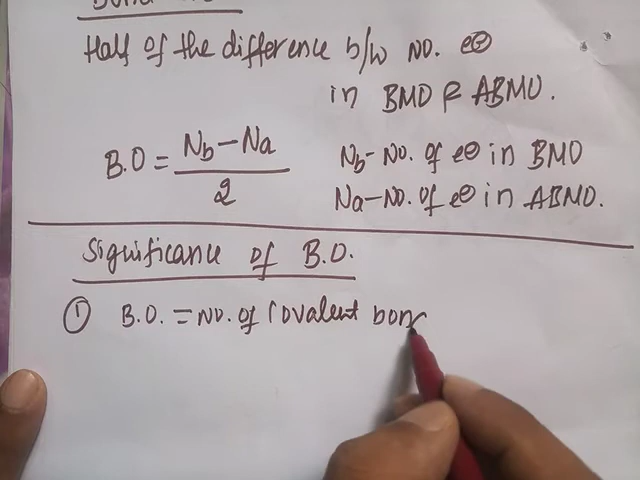 Half of the difference b/w NO. e⊖
in BMO & ABMO.
B.O = Nb-Na / 2
Nb- No. of e⊖ in BMO
Na-No. of e⊖ in ABMO.
Significance of B.O.
① B.O. = No. of Covalent bon